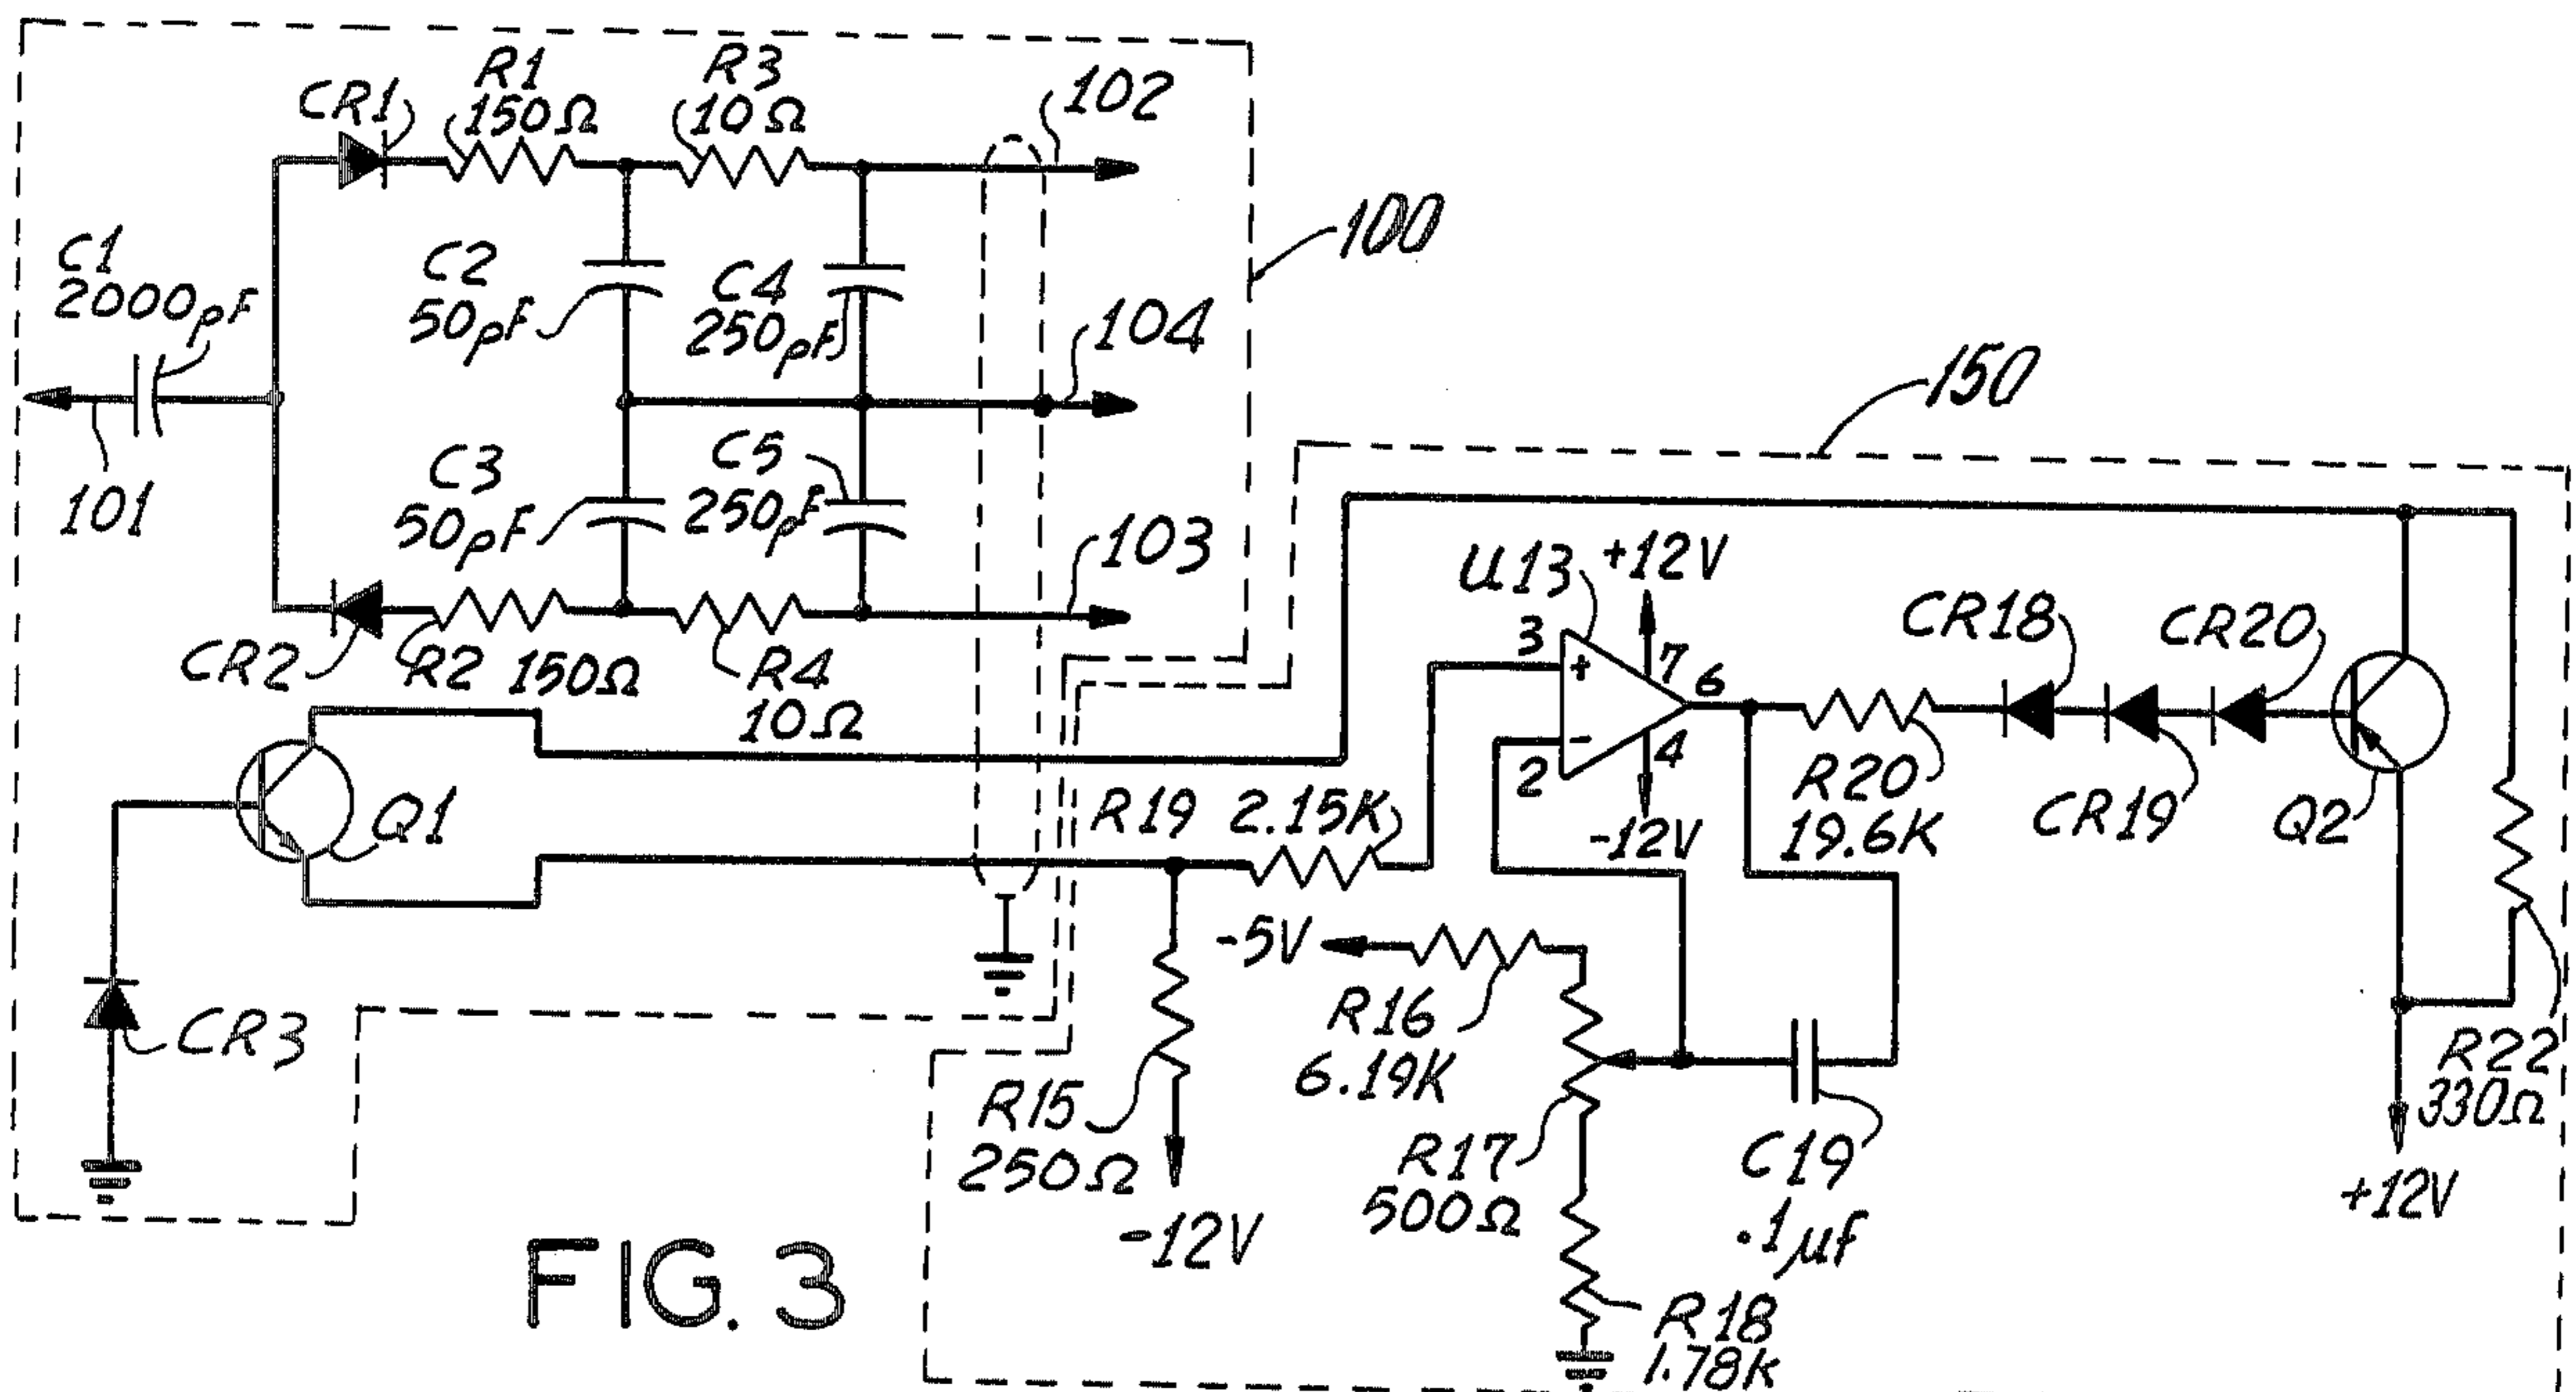 CR1
R1
150Ω
R3
10Ω
102
100
C1
2000pF
C2
50pF
C4
250pF
104
150
101
C3
50pF
C5
250pF
103
CR2
R2 150Ω
R4
10Ω
U13
+12V
3
+
7
6
-
2
4
-12V
CR18
CR20
R20
19.6K
CR19
Q2
Q1
R19 2.15K
-5V
R16
6.19K
CR3
R15
250Ω
-12V
R17
500Ω
C19
.1μf
R22
330Ω
+12V
R18
1.78K
FIG. 3